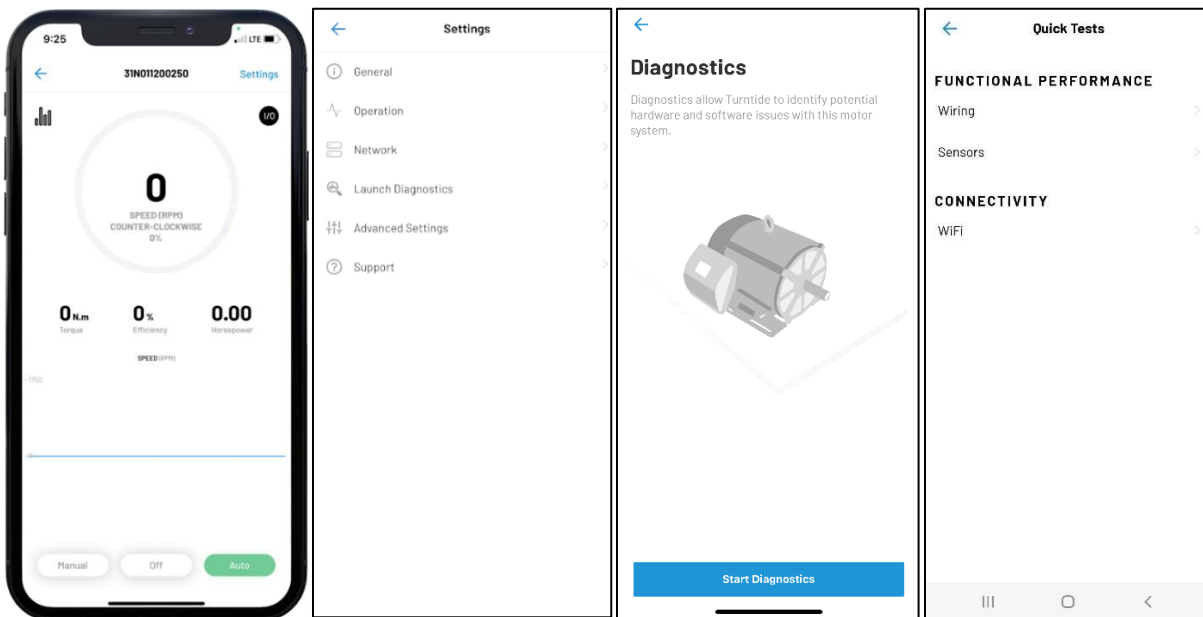 9:25
LTE
31N011200250
Settings
I/O
0
SPEED (RPM)
COUNTER-CLOCKWISE
0%
0 N.m
0 %
0.00
Torque
Efficiency
Horsepower
SPEED (RPM)
- 1750
Manual
Off
Auto
Settings
General
Operation
Network
Launch Diagnostics
Advanced Settings
Support
Diagnostics
Diagnostics allow Turntide to identify potential
hardware and software issues with this motor
system.
Start Diagnostics
Quick Tests
FUNCTIONAL PERFORMANCE
Wiring
Sensors
CONNECTIVITY
WiFi